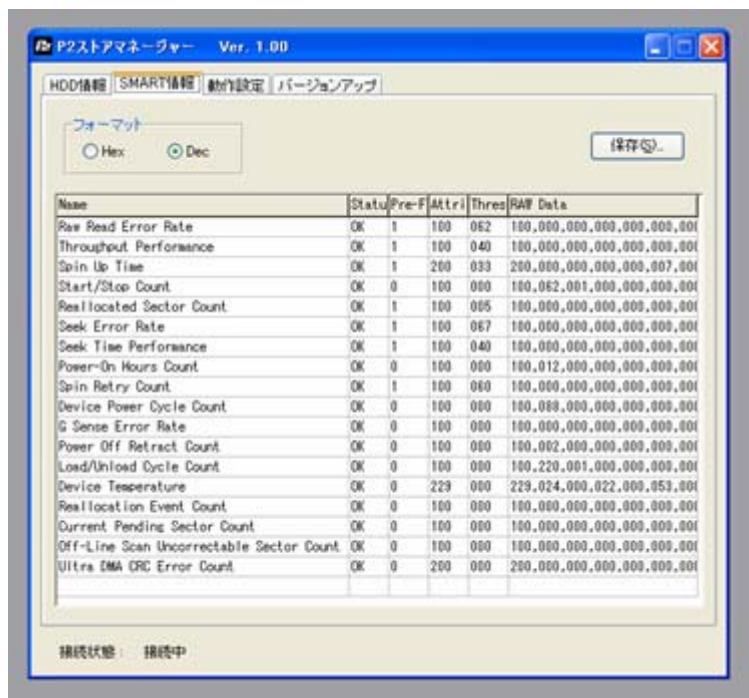 P2ストアマネージャー Ver. 1.00
HDD情報 SMART情報 動作設定 バージョンアップ
フォーマット
Hex Dec 保存(S)...
Name Statu Pre-F Attri Thres RAW Data
Raw Read Error Rate OK 1 100 062 100,000,000,000,000,000,00
Throughput Performance OK 1 100 040 100,000,000,000,000,000,00
Spin Up Time OK 1 200 033 200,000,000,000,000,007,00
Start/Stop Count OK 0 100 000 100,062,001,000,000,000,00
Reallocated Sector Count OK 1 100 005 100,000,000,000,000,000,00
Seek Error Rate OK 1 100 067 100,000,000,000,000,000,00
Seek Time Performance OK 1 100 040 100,000,000,000,000,000,00
Power-On Hours Count OK 0 100 000 100,012,000,000,000,000,00
Spin Retry Count OK 1 100 060 100,000,000,000,000,000,00
Device Power Cycle Count OK 0 100 000 100,088,000,000,000,000,00
G Sense Error Rate OK 0 100 000 100,000,000,000,000,000,00
Power Off Retract Count OK 0 100 000 100,002,000,000,000,000,00
Load/Unload Cycle Count OK 0 100 000 100,220,001,000,000,000,00
Device Temperature OK 0 229 000 229,024,000,022,000,053,00
Reallocation Event Count OK 0 100 000 100,000,000,000,000,000,00
Current Pending Sector Count OK 0 100 000 100,000,000,000,000,000,00
Off-Line Scan Uncorrectable Sector Count OK 0 100 000 100,000,000,000,000,000,00
Ultra DMA CRC Error Count OK 0 200 000 200,000,000,000,000,000,00
接続状態: 接続中